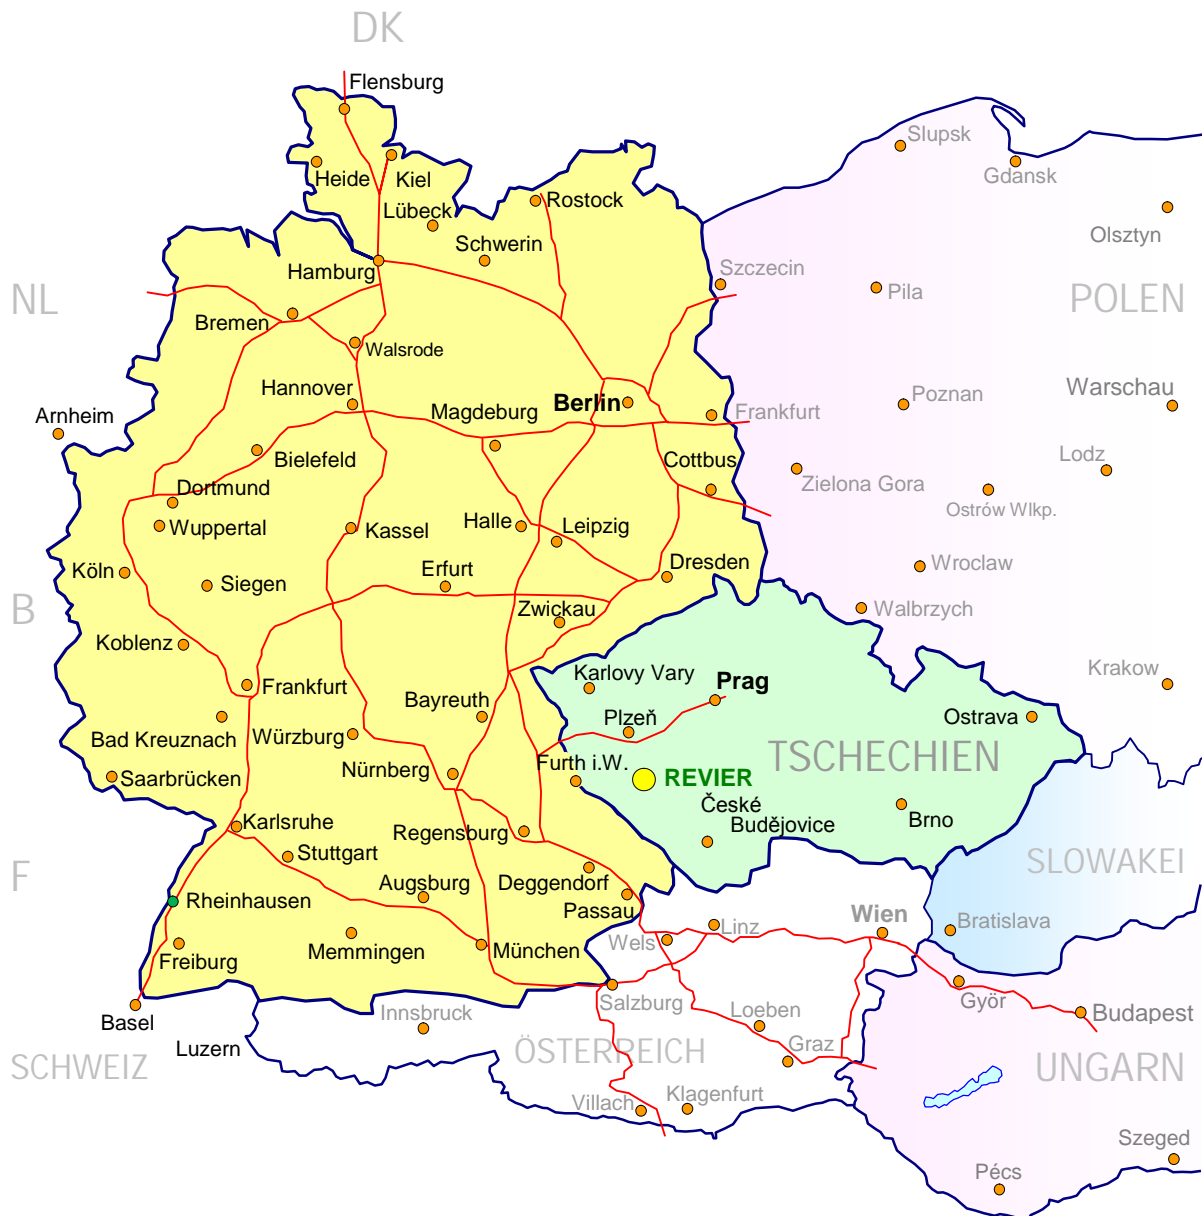 DK
Flensburg
Slupsk
Heide
Kiel
Gdansk
Lübeck
Rostock
Olsztyn
Schwerin
Hamburg
Szczecin
NL
Pila
POLEN
Bremen
Walsrode
Hannover
Warschau
Arnheim
Magdeburg
Berlin
Frankfurt
Poznan
Bielefeld
Cottbus
Lodz
Dortmund
Zielona Gora
Ostrów Wlkp.
Wuppertal
Kassel
Halle
Leipzig
Köln
Siegen
Erfurt
Dresden
Wroclaw
B
Zwickau
Walbrzych
Koblenz
Frankfurt
Karlovy Vary
Prag
Krakow
Bayreuth
Plzeň
Ostrava
Bad Kreuznach
Würzburg
TSCHECHIEN
Saarbrücken
Nürnberg
Furth i.W.
REVIER
České
Budějovice
Brno
Karlsruhe
Regensburg
Stuttgart
SLOWAKEI
F
Augsburg
Deggendorf
Rheinhausen
Passau
Wien
Linz
Bratislava
Freiburg
Memmingen
München
Wels
Salzburg
Györ
Basel
Innsbruck
Loeben
Budapest
Luzern
ÖSTERREICH
Graz
SCHWEIZ
UNGARN
Villach
Klagenfurt
Szeged
Pécs